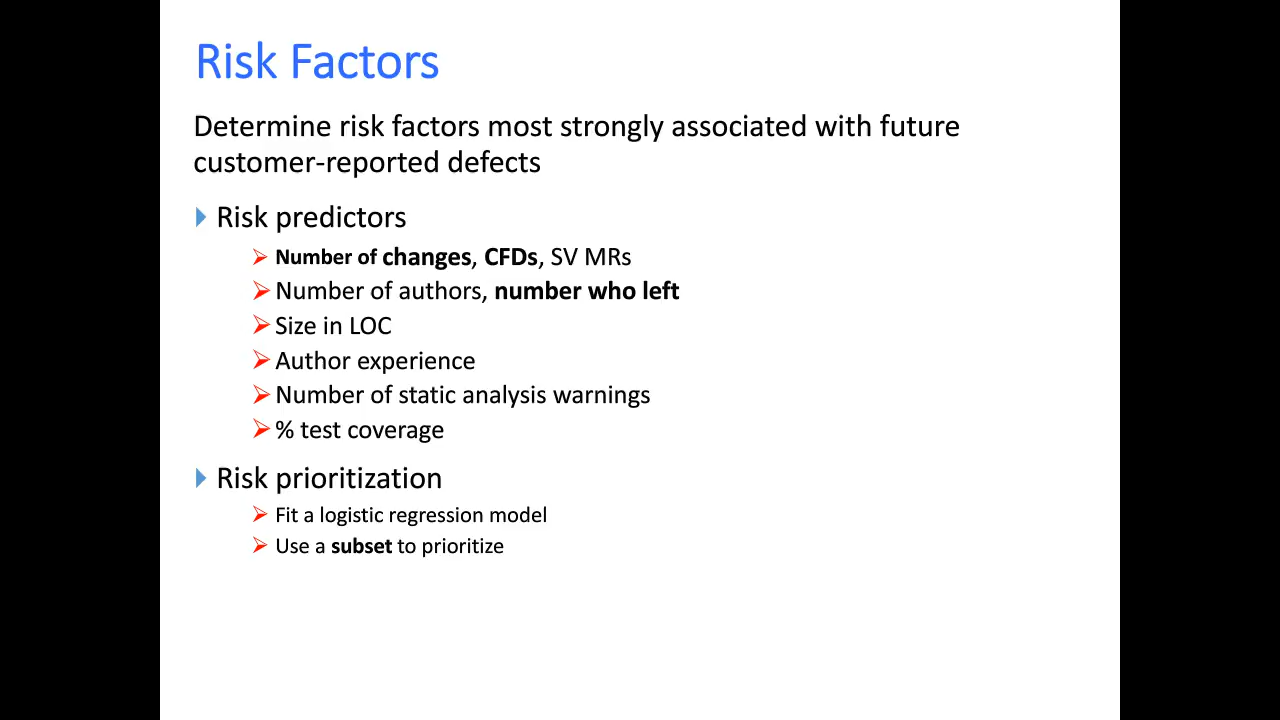 Risk Factors
Determine risk factors most strongly associated with future
customer-reported defects
Risk predictors
Number of changes, CFDs, SV MRs
Number of authors, number who left
Size in LOC
Author experience
Number of static analysis warnings
% test coverage
Risk prioritization
Fit a logistic regression model
Use a subset to prioritize